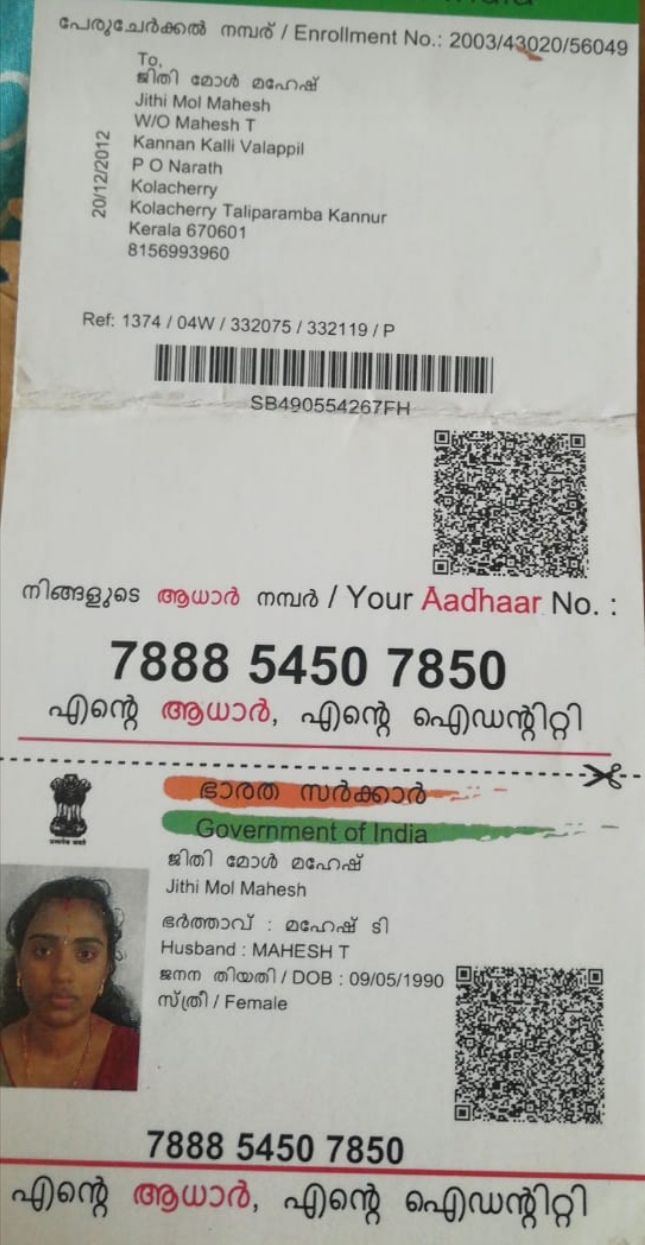 പേരുചേർക്കൽ നമ്പര് / Enrollment No.: 2003/43020/56049
To,
ജിതി മോൾ മഹേഷ്
Jithi Mol Mahesh
W/O Mahesh T
Kannan Kalli Valappil
P O Narath
Kolacherry
Kolacherry Taliparamba Kannur
Kerala 670601
8156993960
20/12/2012
Ref: 1374 / 04W / 332075 / 332119 / P
SB490554267FH
നിങ്ങളുടെ ആധാർ നമ്പർ / Your Aadhaar No. :
7888 5450 7850
എന്റെ ആധാർ, എന്റെ ഐഡന്റിറ്റി
ഭാരത സർക്കാർ
Government of India
ജിതി മോൾ മഹേഷ്
Jithi Mol Mahesh
ഭർത്താവ് : മഹേഷ് ടി
Husband : MAHESH T
ജനന തിയതി / DOB : 09/05/1990
സ്ത്രീ / Female
7888 5450 7850
എന്റെ ആധാർ, എന്റെ ഐഡന്റിറ്റി